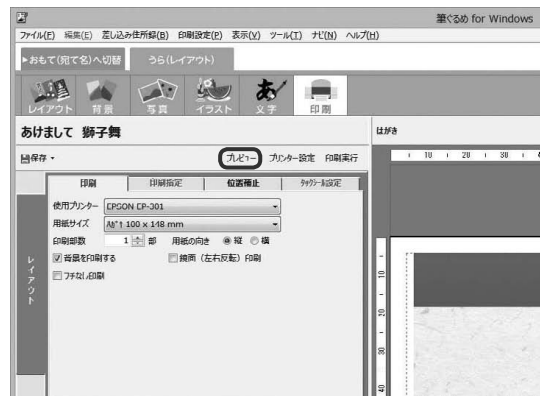 筆ぐるめ for Windows
ファイル(F) 編集(E) 差し込み住所録(B) 印刷設定(P) 表示(V) ツール(T) ナビ(N) ヘルプ(H)
▶おもて(宛て名)へ切替 うら(レイアウト)
レイアウト 背景 写真 イラスト 文字 印刷
あけまして 獅子舞 はがき
保存 プレビュー プリンター設定 印刷実行
10 20 30
印刷 印刷指定 位置補正
使用プリンター EPSON EP-301
用紙サイズ ハガキ 100 x 148 mm
印刷部数 1 部 用紙の向き 縦 横
背景を印刷する 鏡面（左右反転）印刷
フチなし印刷
レイアウト
10
20
30
40